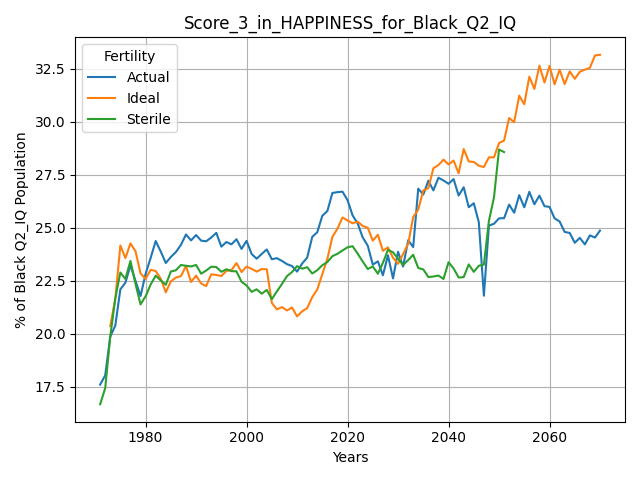 Score_3_in_HAPPINESS_for_Black_Q2_IQ
Fertility
Actual
Ideal
Sterile
% of Black Q2_IQ Population
32.5
30.0
27.5
25.0
22.5
20.0
17.5
1980
2000
2020
2040
2060
Years